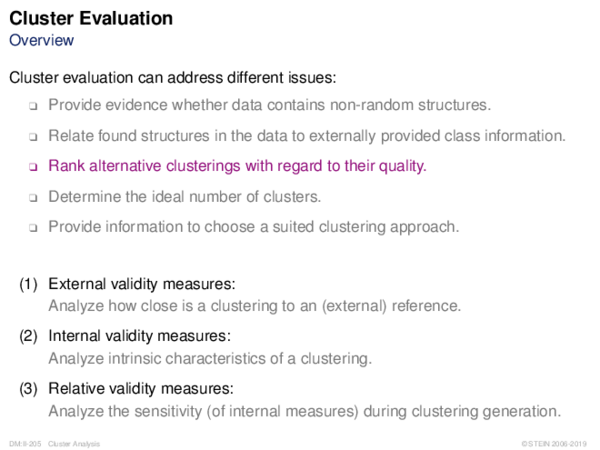 Cluster Evaluation
Overview
Cluster evaluation can address different issues:
❑ Provide evidence whether data contains non-random structures.
❑ Relate found structures in the data to externally provided class information.
❑ Rank alternative clusterings with regard to their quality.
❑ Determine the ideal number of clusters.
❑ Provide information to choose a suited clustering approach.
(1) External validity measures:
Analyze how close is a clustering to an (external) reference.
(2) Internal validity measures:
Analyze intrinsic characteristics of a clustering.
(3) Relative validity measures:
Analyze the sensitivity (of internal measures) during clustering generation.
DM:II-205 Cluster Analysis
© STEIN 2006-2019